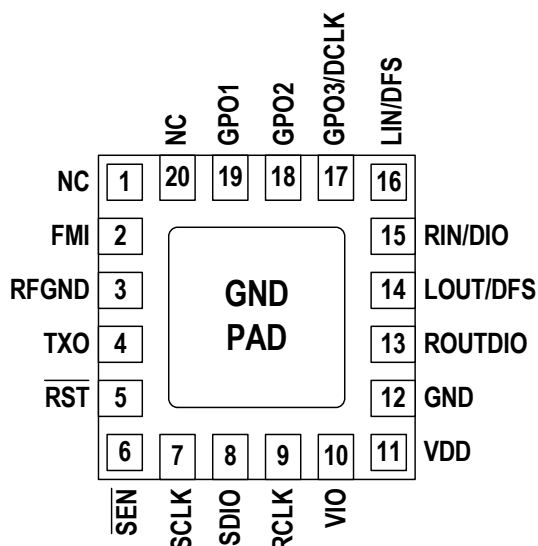 NC
GPO1
GPO2
GPO3/DCLK
LIN/DFS
NC 1 20 19 18 17 16
FMI 2 15 RIN/DIO
RFGND 3 14 LOUT/DFS
GND
PAD
TXO 4 13 ROUTDIO
RST 5 12 GND
6 7 8 9 10 11 VDD
SEN
SCLK
SDIO
RCLK
VIO